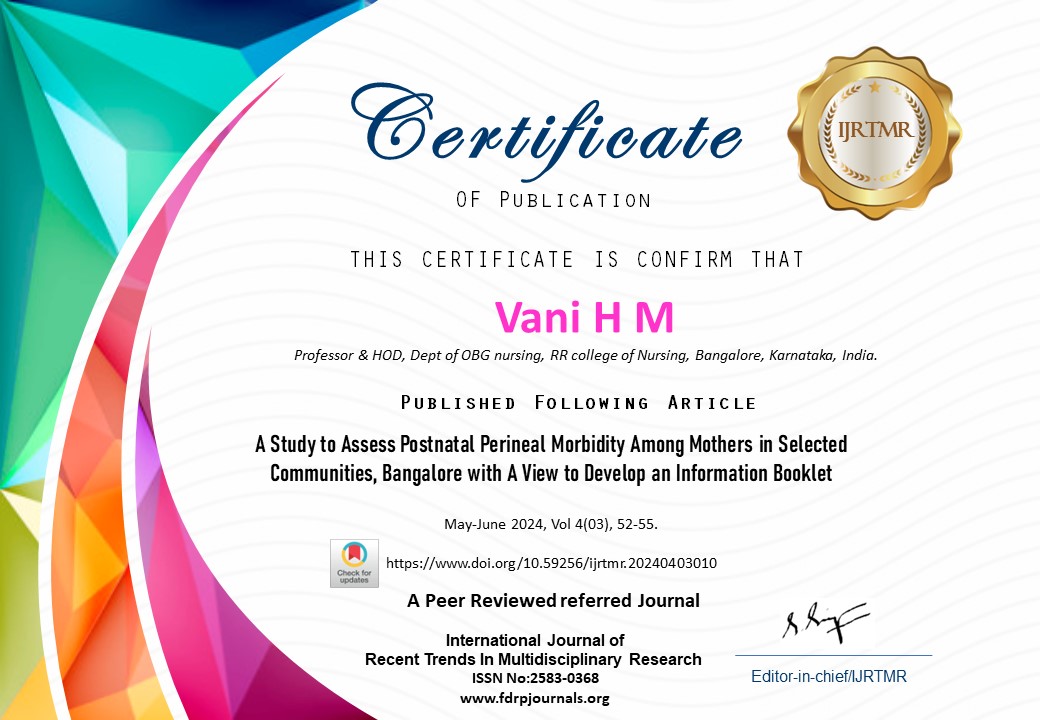 Certificate
IJRTMR
OF PUBLICATION
THIS CERTIFICATE IS CONFIRM THAT
Vani H M
Professor & HOD, Dept of OBG nursing, RR college of Nursing, Bangalore, Karnataka, India.
PUBLISHED FOLLOWING ARTICLE
A Study to Assess Postnatal Perineal Morbidity Among Mothers in Selected
Communities, Bangalore with A View to Develop an Information Booklet
May-June 2024, Vol 4(03), 52-55.
Check for
updates
https://www.doi.org/10.59256/ijrtmr.20240403010
A Peer Reviewed referred Journal
International Journal of
Recent Trends In Multidisciplinary Research
ISSN No:2583-0368
www.fdrpjournals.org
Editor-in-chief/IJRTMR